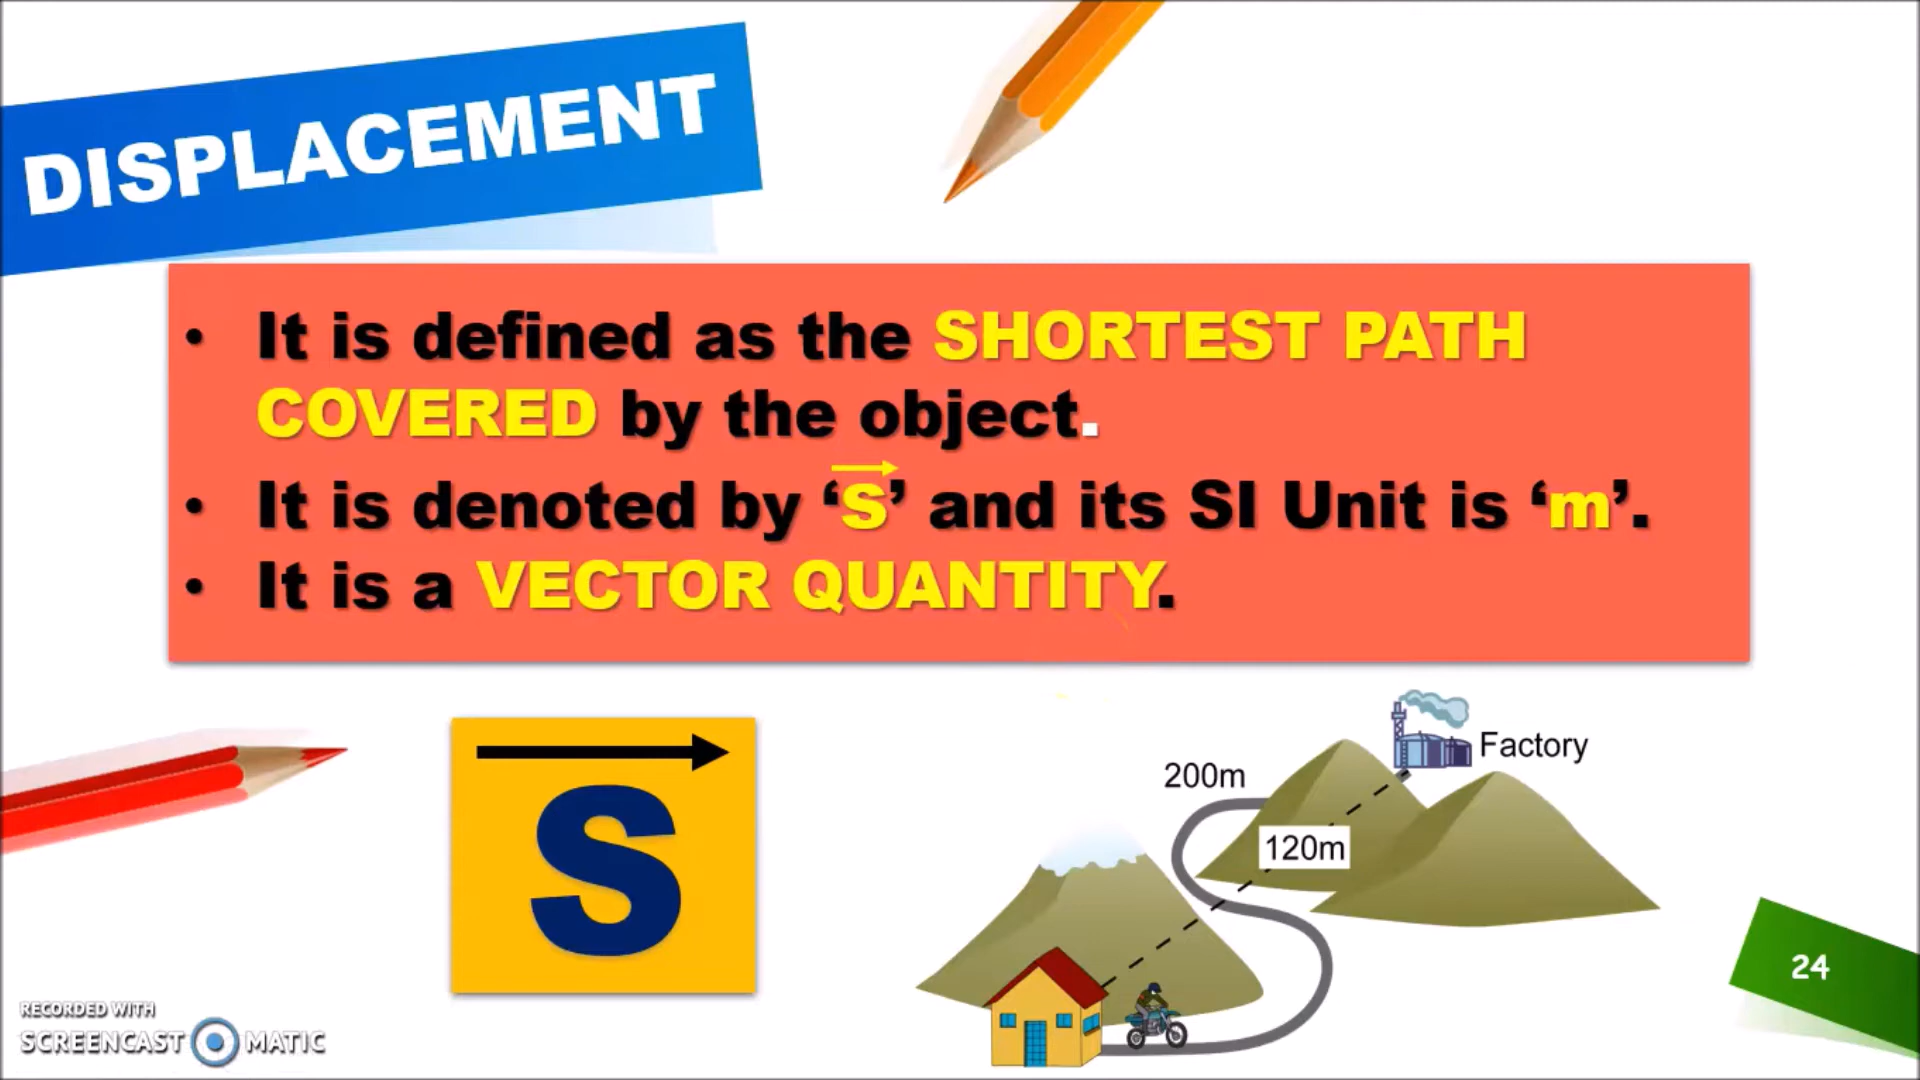 DISPLACEMENT
• It is defined as the SHORTEST PATH
COVERED by the object.
• It is denoted by ‘S’ and its SI Unit is ‘m’.
• It is a VECTOR QUANTITY.
S
Factory
200m
120m
24
RECORDED WITH
SCREENCAST MATIC